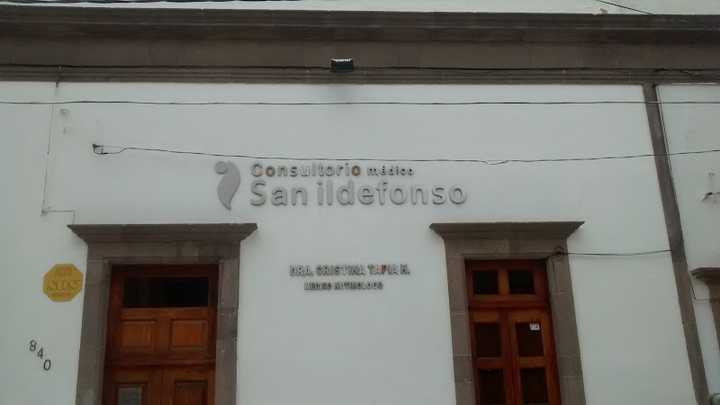 Consultorio médico
San ildefonso
DRA. CRISTINA TAPIA R.
840